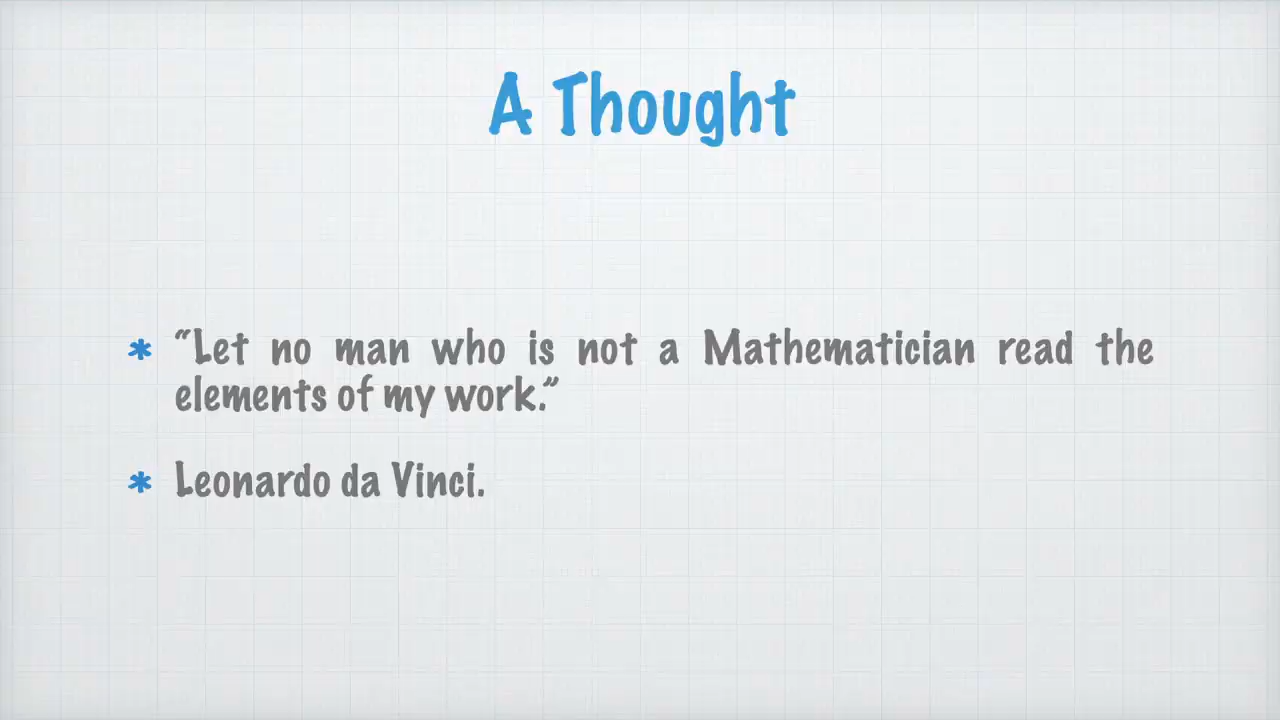 A Thought
* “Let no man who is not a Mathematician read the
elements of my work.”
* Leonardo da Vinci.